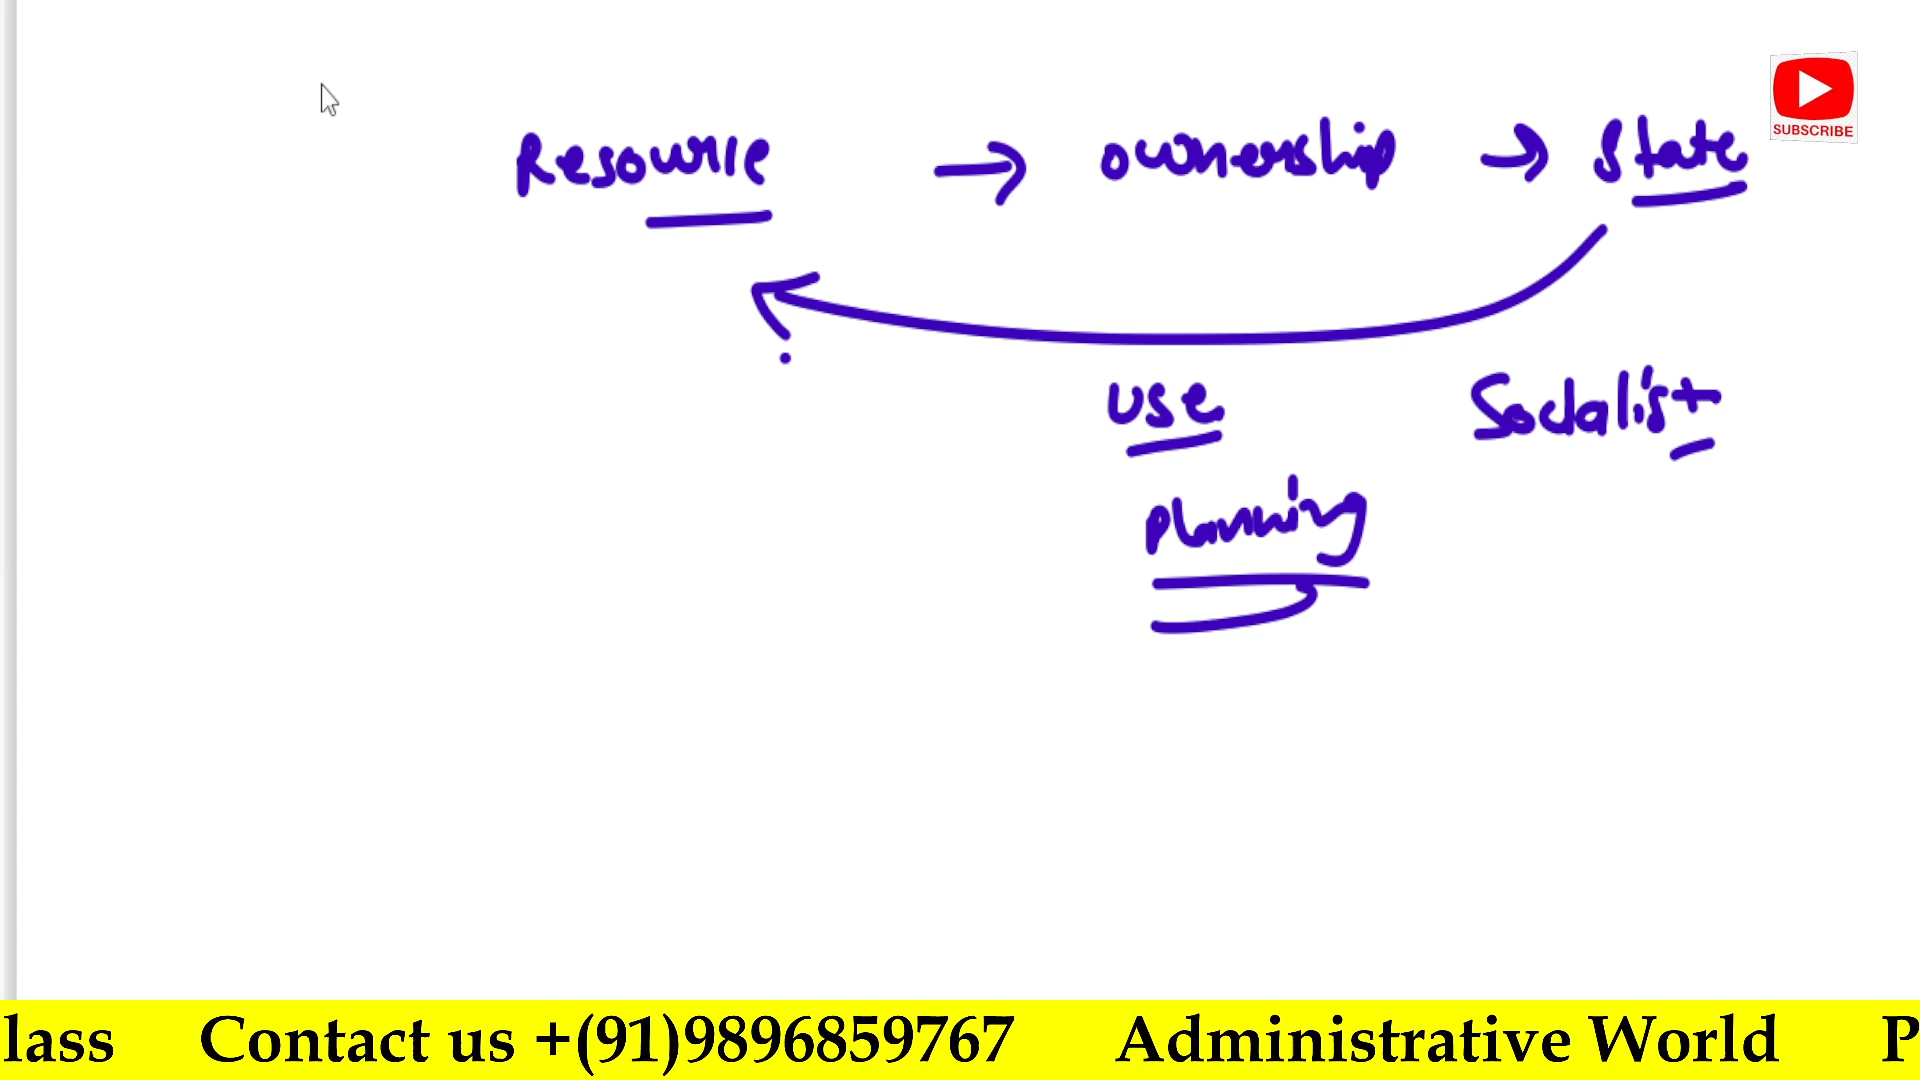 SUBSCRIBE
Resource → ownership → State
use Socialist
planning
lass Contact us +(91)9896859767 Administrative World P